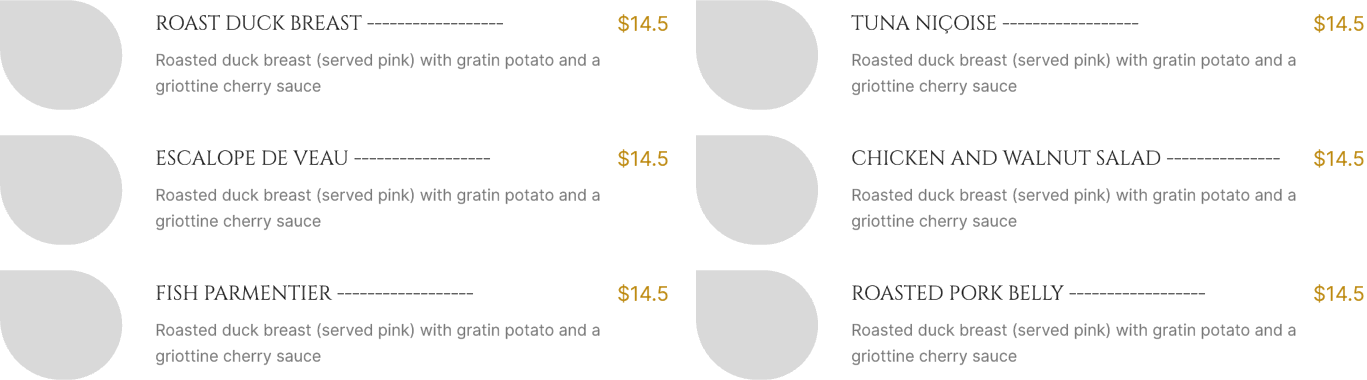 ROAST DUCK BREAST ------------------ $14.5
Roasted duck breast (served pink) with gratin potato and a
griottine cherry sauce
ESCALOPE DE VEAU ------------------ $14.5
Roasted duck breast (served pink) with gratin potato and a
griottine cherry sauce
FISH PARMENTIER ------------------ $14.5
Roasted duck breast (served pink) with gratin potato and a
griottine cherry sauce
TUNA NIÇOISE ------------------ $14.5
Roasted duck breast (served pink) with gratin potato and a
griottine cherry sauce
CHICKEN AND WALNUT SALAD --------------- $14.5
Roasted duck breast (served pink) with gratin potato and a
griottine cherry sauce
ROASTED PORK BELLY ------------------ $14.5
Roasted duck breast (served pink) with gratin potato and a
griottine cherry sauce